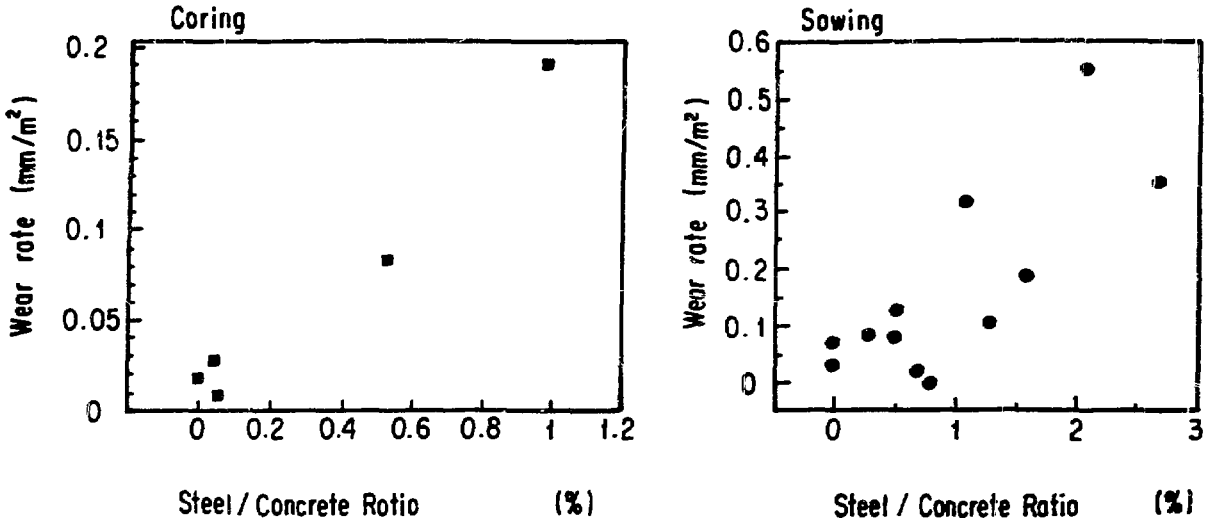 Coring
0.2
0.15
0.1
0.05
0
0 0.2 0.4 0.6 0.8 1 1.2
Wear rate (mm/m²)
Steel / Concrete Ratio (%)
Sawing
0.6
0.5
0.4
0.3
0.2
0.1
0
0 1 2 3
Wear rate (mm/m²)
Steel / Concrete Ratio (%)